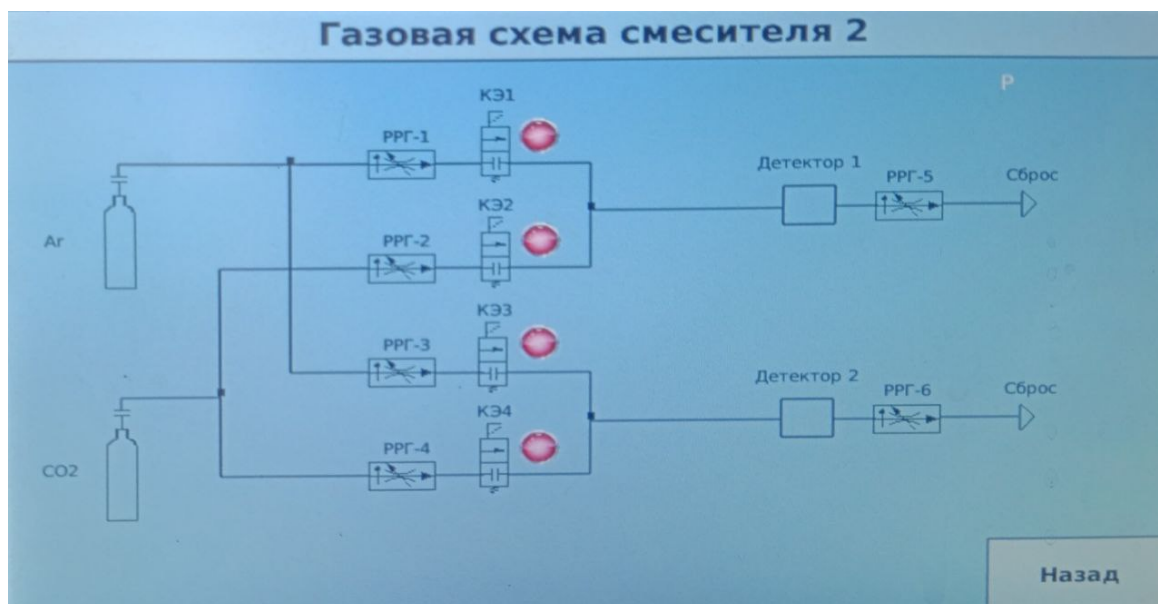 Газовая схема смесителя 2
P
КЭ1
РРГ-1
Детектор 1
РРГ-5
Сброс
КЭ2
Ar
РРГ-2
КЭ3
РРГ-3
Детектор 2
РРГ-6
Сброс
КЭ4
CO2
РРГ-4
Назад